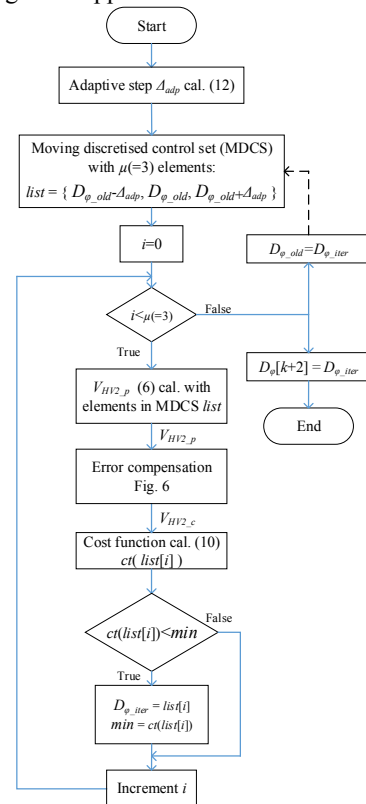 Start
Adaptive step Δadp cal. (12)
Moving discretised control set (MDCS)
with μ(=3) elements:
list = { Dφ_old-Δadp, Dφ_old, Dφ_old+Δadp }
i=0
Dφ_old=Dφ_iter
i<μ(=3)
False
True
Dφ[k+2] = Dφ_iter
VHV2_p (6) cal. with
elements in MDCS list
End
VHV2_p
Error compensation
Fig. 6
VHV2_c
Cost function cal. (10)
ct( list[i] )
ct(list[i])<min
False
True
Dφ_iter = list[i]
min = ct(list[i])
Increment i